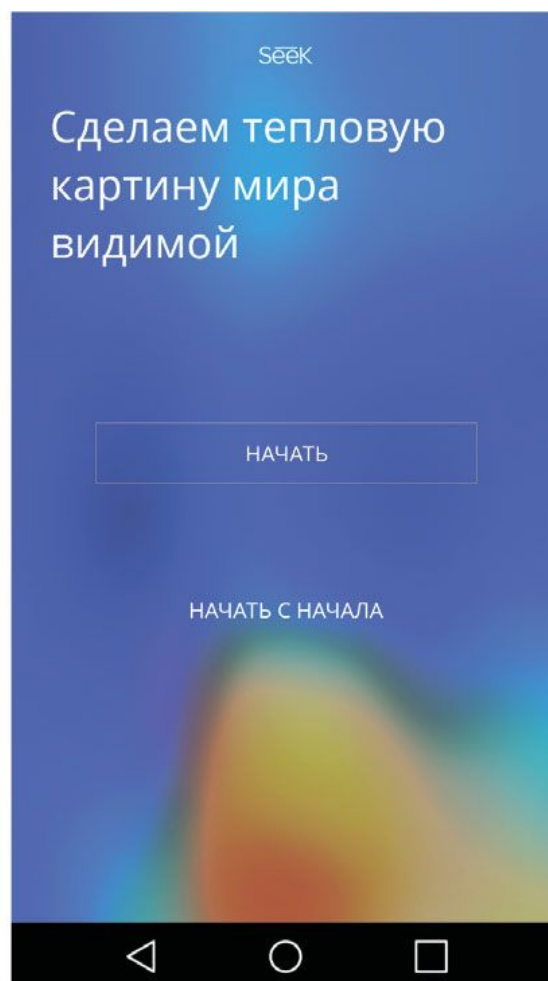 Seek
Сделаем тепловую
картину мира
видимой
НАЧАТЬ
НАЧАТЬ С НАЧАЛА